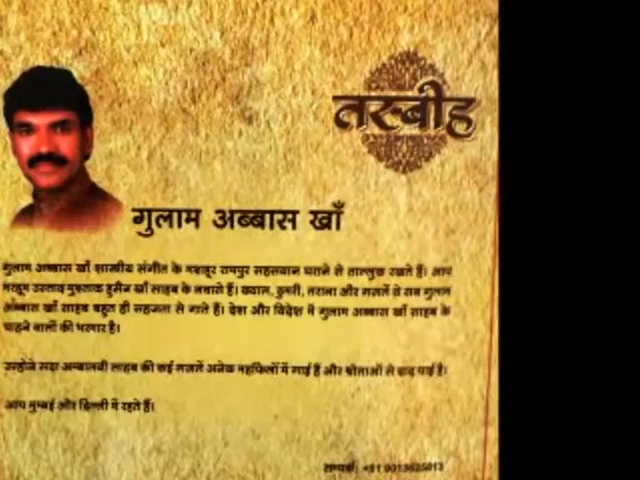 तस्बीह
गुलाम अब्बास खाँ
गुलाम अब्बास खाँ शास्त्रीय संगीत के मशहूर रामपुर सहसवान घराने से ताल्लुक रखते हैं। आप
मरहूम उस्ताद मुश्ताक हुसैन खाँ साहब के नवासे हैं। ख्याल, ठुमरी, तराना और गज़लें ये सब गुलाम
अब्बास खाँ साहब बहुत ही सहजता से गाते हैं। देश और विदेश में गुलाम अब्बास खाँ साहब के
चाहने वालों की भरमार है।
उन्होंने सदा अम्बालवी साहब की कई गज़लें अनेक महफिलों में गाई हैं और श्रोताओं से दाद पाई है।
आप मुम्बई और दिल्ली में रहते हैं।
सम्पर्क: +91